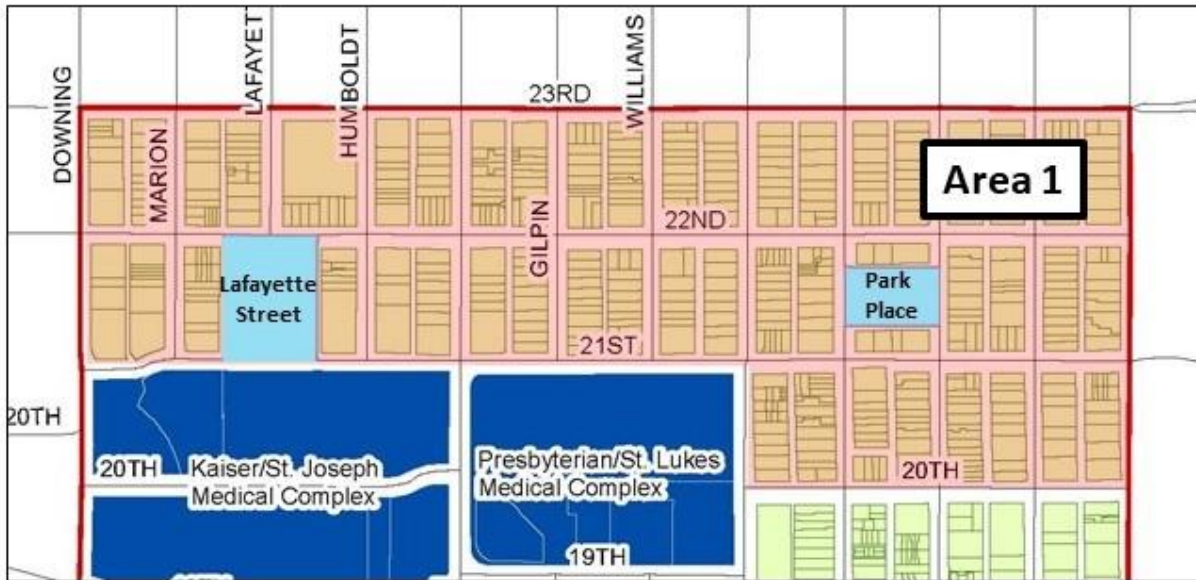 DOWNING
MARION
LAFAYET
HUMBOLDT
23RD
WILLIAMS
GILPIN
22ND
Area 1
Lafayette
Street
Park
Place
21ST
20TH
20TH
Kaiser/St. Joseph
Medical Complex
Presbyterian/St. Lukes
Medical Complex
20TH
19TH